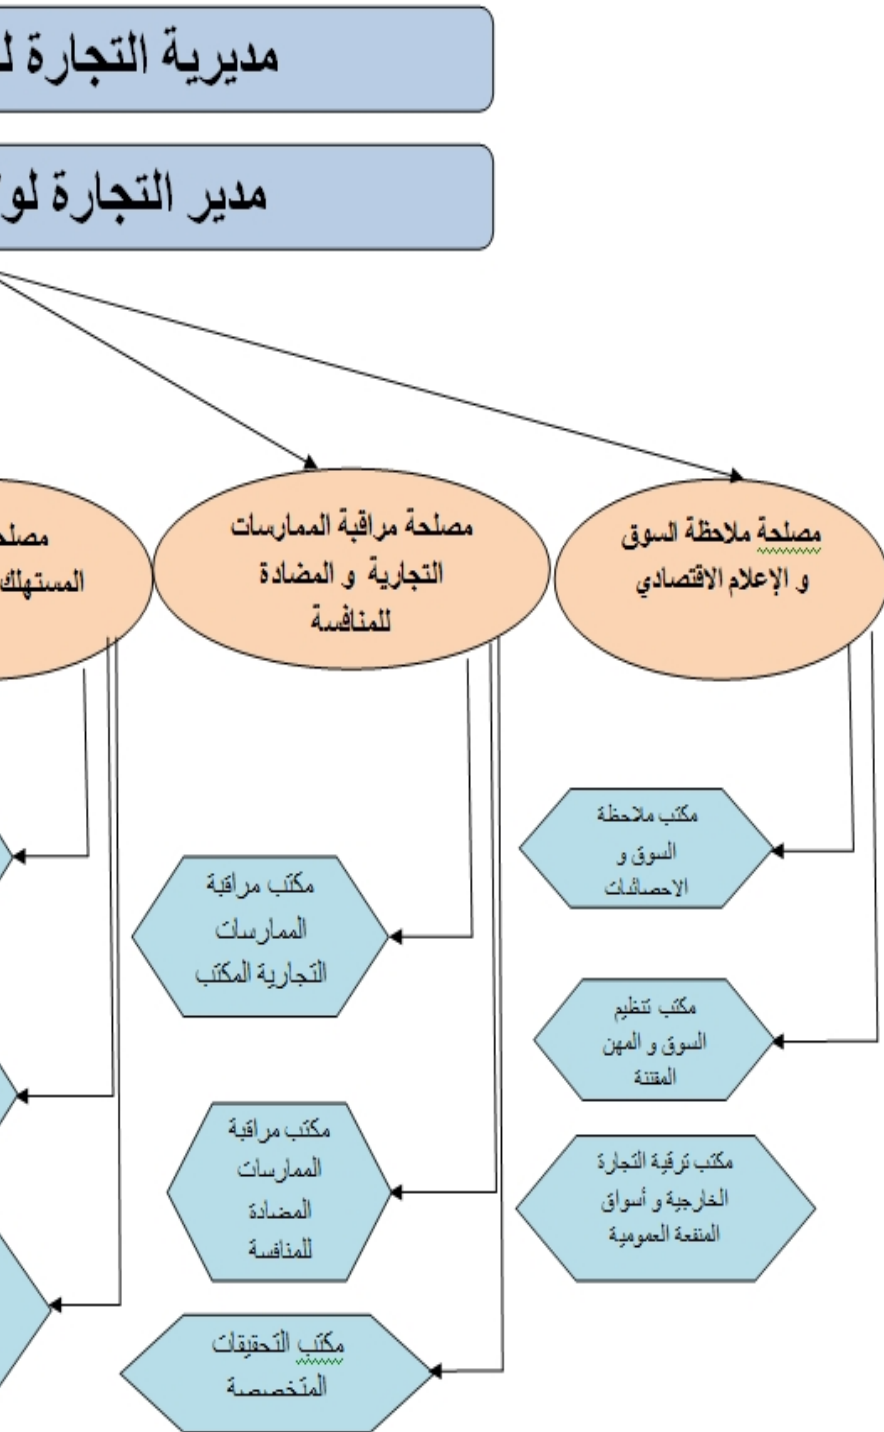 مديرية التجارة
مدير التجارة
مصلحة ملاحظة السوق
و الإعلام الاقتصادي
مصلحة مراقبة الممارسات
التجارية و المضادة
للمنافسة
المستهلك
مكتب ملاحظة
السوق و
الاحصائيات
مكتب تنظيم
السوق و المهن
المقننة
مكتب ترقية التجارة
الخارجية و أسواق
المنفعة العمومية
مكتب مراقبة
الممارسات
التجارية المكتب
مكتب مراقبة
الممارسات
المضادة
للمنافسة
مكتب التحقيقات
المتخصصة